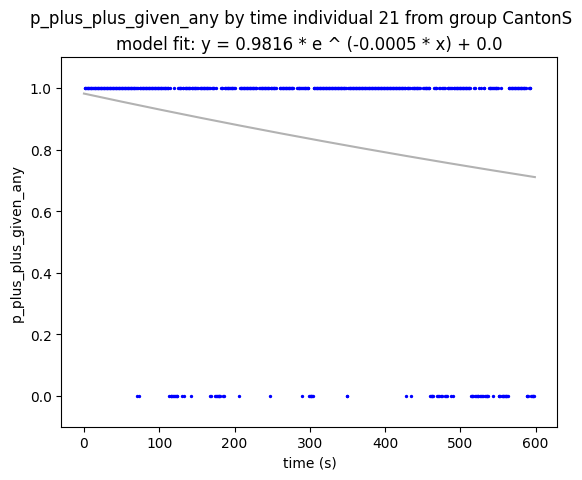 p_plus_plus_given_any by time individual 21 from group CantonS
model fit: y = 0.9816 * e ^ (-0.0005 * x) + 0.0
p_plus_plus_given_any
1.0
0.8
0.6
0.4
0.2
0.0
0 100 200 300 400 500 600
time (s)